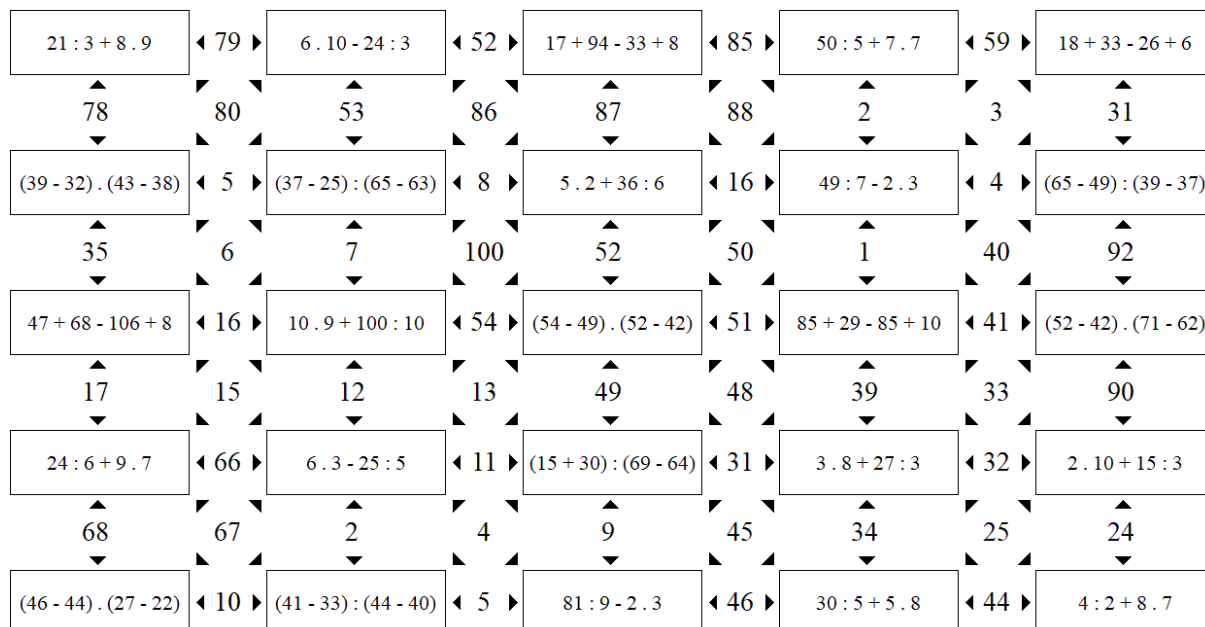 21 : 3 + 8 . 9 79 6 . 10 - 24 : 3 52 17 + 94 - 33 + 8 85 50 : 5 + 7 . 7 59 18 + 33 - 26 + 6
78 80 53 86 87 88 2 3 31
(39 - 32) . (43 - 38) 5 (37 - 25) : (65 - 63) 8 5 . 2 + 36 : 6 16 49 : 7 - 2 . 3 4 (65 - 49) : (39 - 37)
35 6 7 100 52 50 1 40 92
47 + 68 - 106 + 8 16 10 . 9 + 100 : 10 54 (54 - 49) . (52 - 42) 51 85 + 29 - 85 + 10 41 (52 - 42) . (71 - 62)
17 15 12 13 49 48 39 33 90
24 : 6 + 9 . 7 66 6 . 3 - 25 : 5 11 (15 + 30) : (69 - 64) 31 3 . 8 + 27 : 3 32 2 . 10 + 15 : 3
68 67 2 4 9 45 34 25 24
(46 - 44) . (27 - 22) 10 (41 - 33) : (44 - 40) 5 81 : 9 - 2 . 3 46 30 : 5 + 5 . 8 44 4 : 2 + 8 . 7